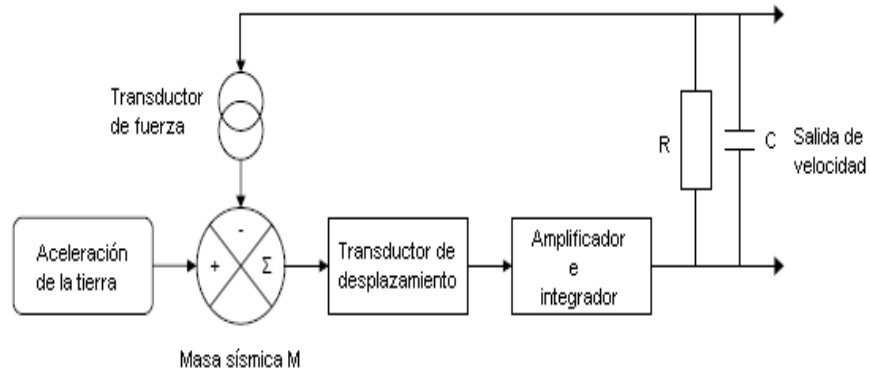 Transductor
de fuerza
R
C
Salida de
velocidad
Aceleración
de la tierra
-
+
Σ
Transductor de
desplazamiento
Amplificador
e
integrador
Masa sísmica M